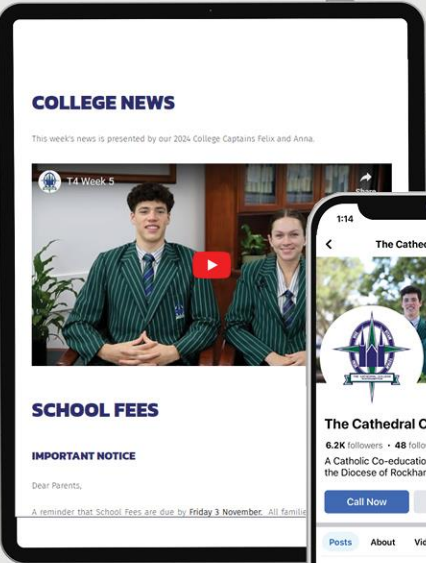 COLLEGE NEWS
This week's news is presented by our 2024 College Captains Felix and Anna.
T4 Week 5
Share
SCHOOL FEES
IMPORTANT NOTICE
Dear Parents,
A reminder that School Fees are due by Friday 3 November. All familie
1:14
The Cathed
The Cathedral C
6.2K followers • 48 follo
A Catholic Co-educatio
the Diocese of Rockhar
Call Now
Posts About Vid